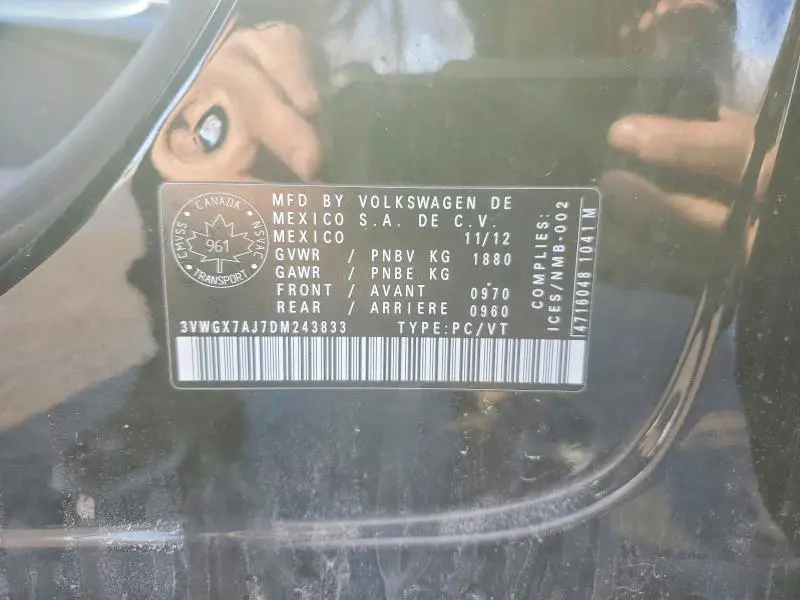 CANADA
CMVSS
NSVAC
961
TRANSPORT
MFD BY VOLKSWAGEN DE
MEXICO S.A. DE C.V.
MEXICO 11/12
GVWR / PNBV KG 1880
GAWR / PNBE KG
FRONT / AVANT 0970
REAR / ARRIERE 0960
3VWGX7AJ7DM243833 TYPE:PC/VT
COMPLIES:
ICES/NMB-002
4716048 1041 M